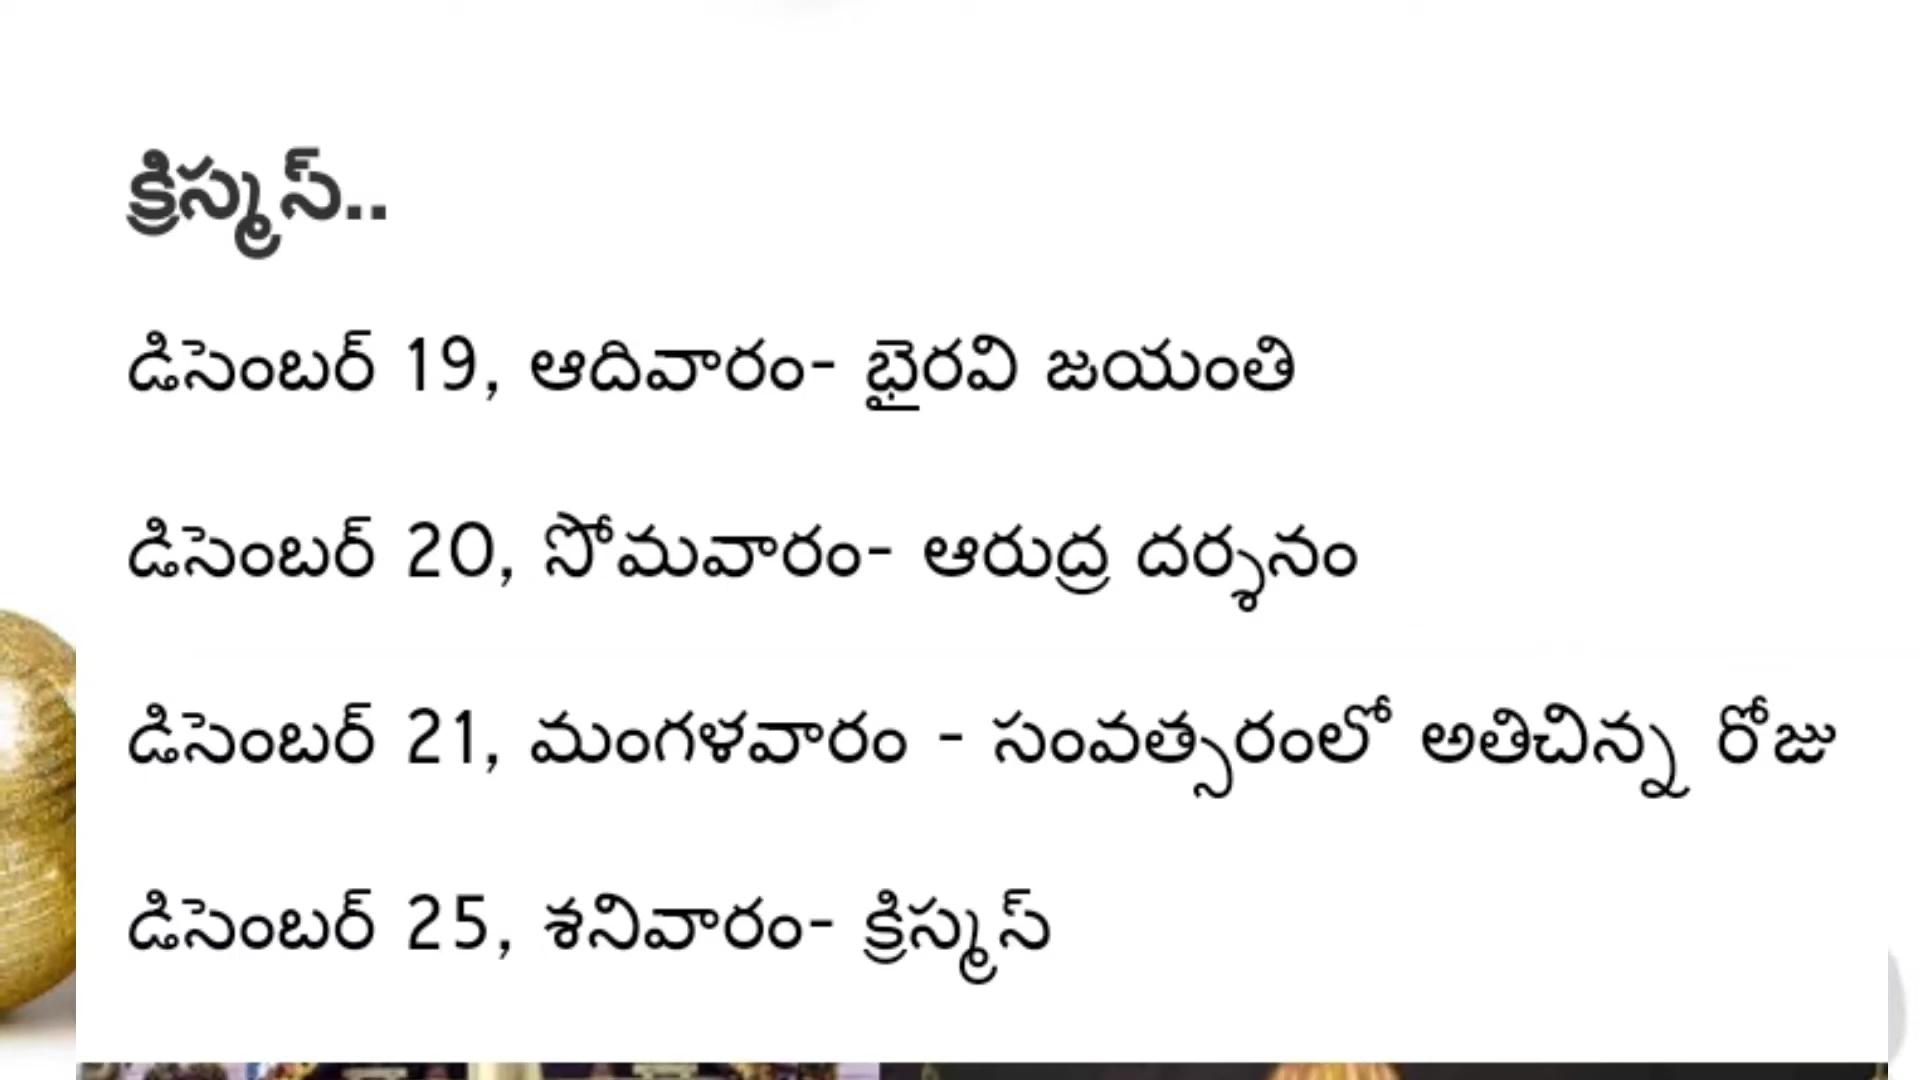 క్రిస్మస్..
డిసెంబర్ 19, ఆదివారం- భైరవి జయంతి
డిసెంబర్ 20, సోమవారం- ఆరుద్ర దర్శనం
డిసెంబర్ 21, మంగళవారం - సంవత్సరంలో అతిచిన్న రోజు
డిసెంబర్ 25, శనివారం- క్రిస్మస్